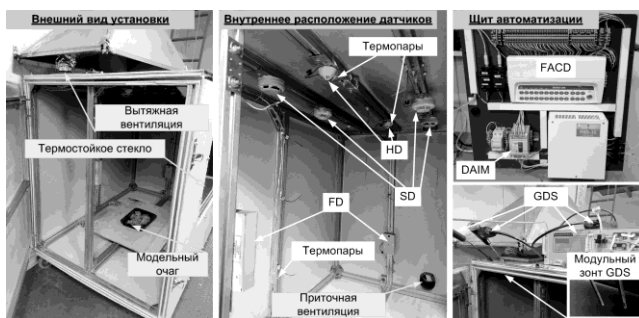 Внешний вид установки
Вытяжная
вентиляция
Термостойкое стекло
Модельный
очаг
Внутреннее расположение датчиков
Термопары
HD
SD
FD
Термопары
Приточная
вентиляция
Щит автоматизации
FACD
DAIM
GDS
Модульный
зонт GDS